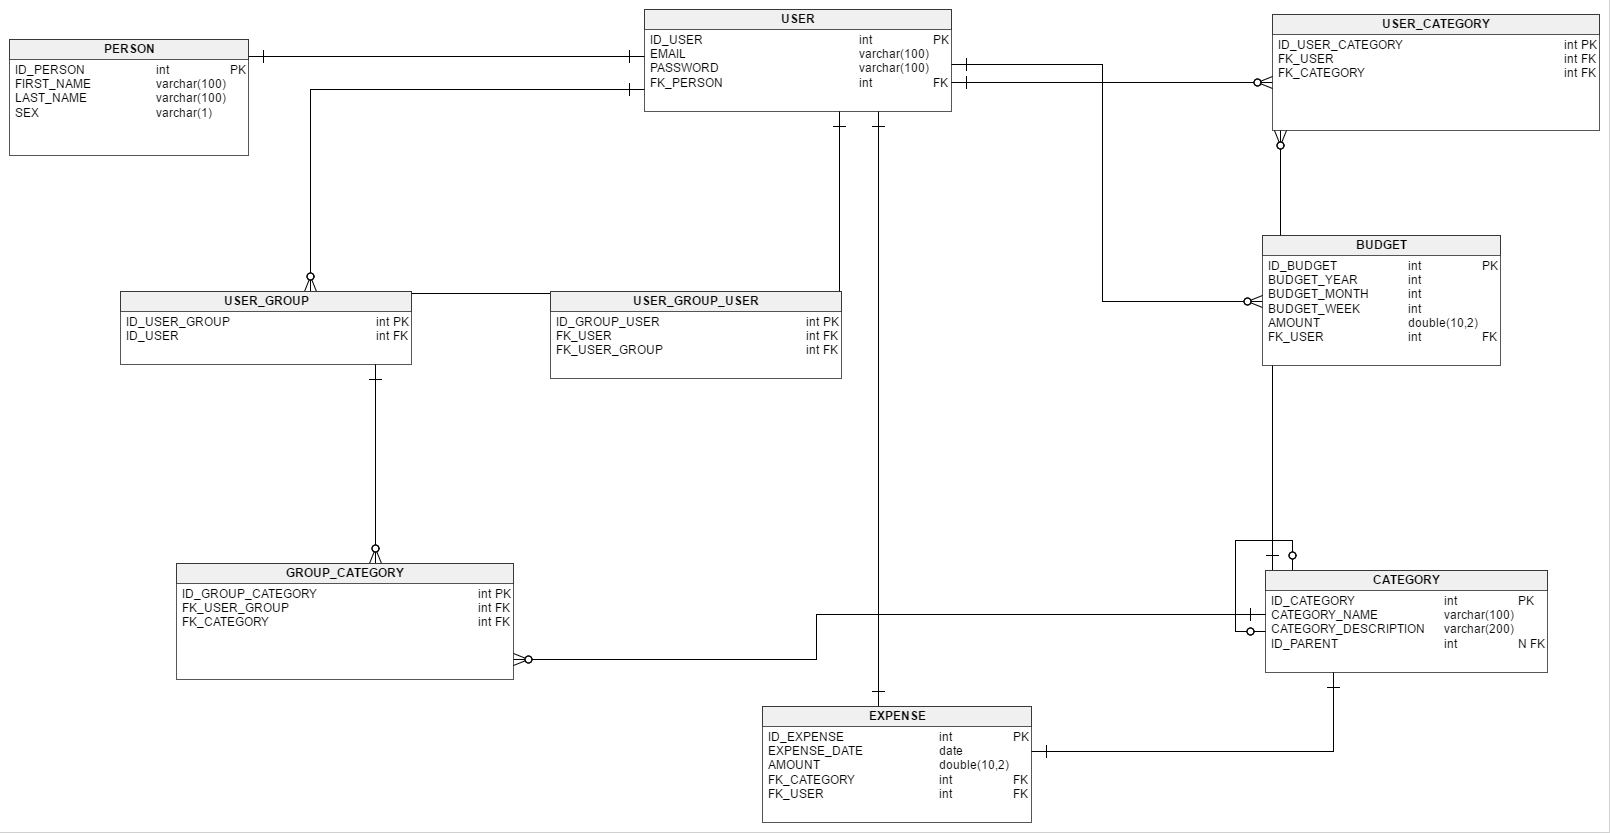 USER
ID_USER int PK
EMAIL varchar(100)
PASSWORD varchar(100)
FK_PERSON int FK
USER_CATEGORY
ID_USER_CATEGORY int PK
FK_USER int FK
FK_CATEGORY int FK
PERSON
ID_PERSON int PK
FIRST_NAME varchar(100)
LAST_NAME varchar(100)
SEX varchar(1)
BUDGET
ID_BUDGET int PK
BUDGET_YEAR int
BUDGET_MONTH int
BUDGET_WEEK int
AMOUNT double(10,2)
FK_USER int FK
USER_GROUP
ID_USER_GROUP int PK
ID_USER int FK
USER_GROUP_USER
ID_GROUP_USER int PK
FK_USER int FK
FK_USER_GROUP int FK
GROUP_CATEGORY
ID_GROUP_CATEGORY int PK
FK_USER_GROUP int FK
FK_CATEGORY int FK
CATEGORY
ID_CATEGORY int PK
CATEGORY_NAME varchar(100)
CATEGORY_DESCRIPTION varchar(200)
ID_PARENT int N FK
EXPENSE
ID_EXPENSE int PK
EXPENSE_DATE date
AMOUNT double(10,2)
FK_CATEGORY int FK
FK_USER int FK